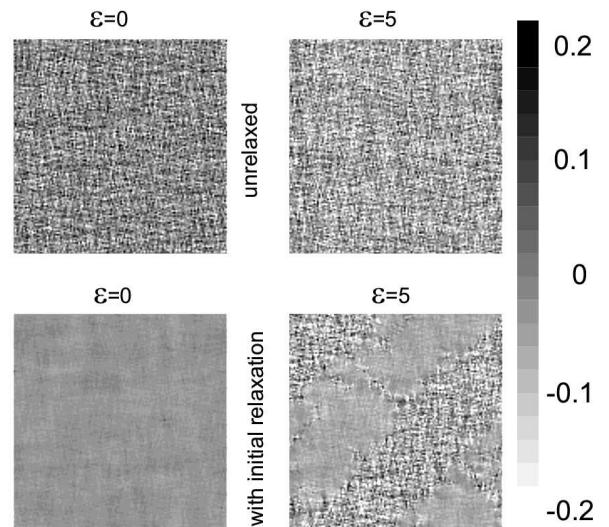 ε=0
ε=5
unrelaxed
ε=0
ε=5
with initial relaxation
0.2
0.1
0
-0.1
-0.2